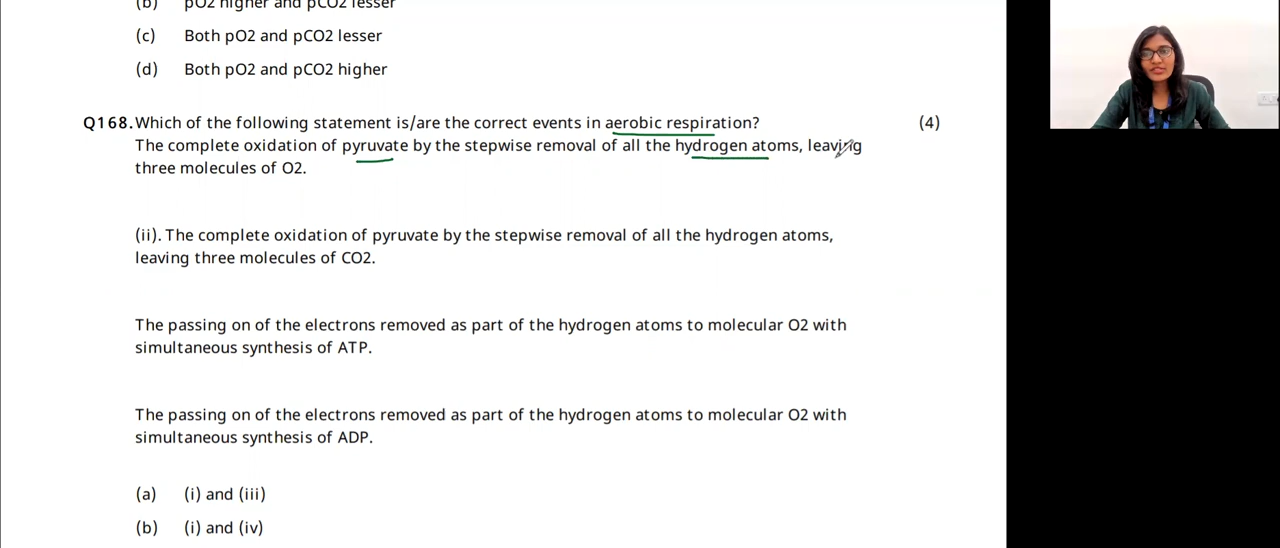 (b) pO2 higher and pCO2 lesser
(c) Both pO2 and pCO2 lesser
(d) Both pO2 and pCO2 higher
Q168. Which of the following statement is/are the correct events in aerobic respiration? (4)
The complete oxidation of pyruvate by the stepwise removal of all the hydrogen atoms, leaving
three molecules of O2.
(ii). The complete oxidation of pyruvate by the stepwise removal of all the hydrogen atoms,
leaving three molecules of CO2.
The passing on of the electrons removed as part of the hydrogen atoms to molecular O2 with
simultaneous synthesis of ATP.
The passing on of the electrons removed as part of the hydrogen atoms to molecular O2 with
simultaneous synthesis of ADP.
(a) (i) and (iii)
(b) (i) and (iv)